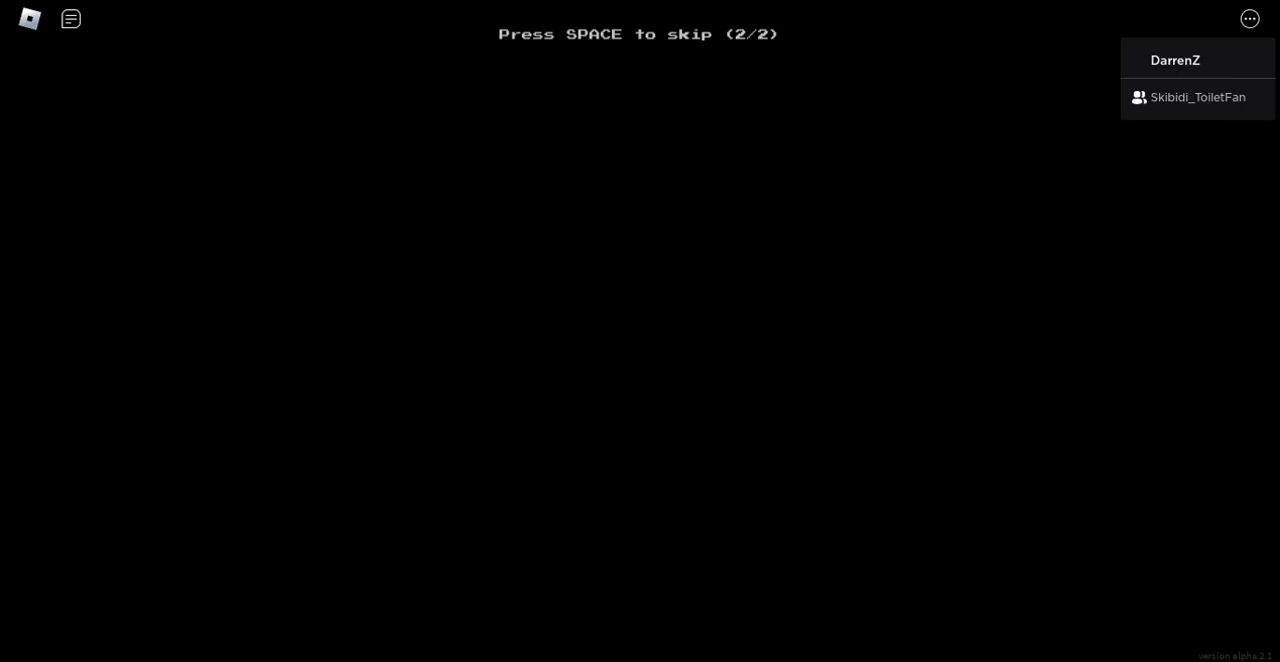 Press SPACE to skip (2/2)
DarrenZ
Skibidi_ToiletFan
version alpha 2.1